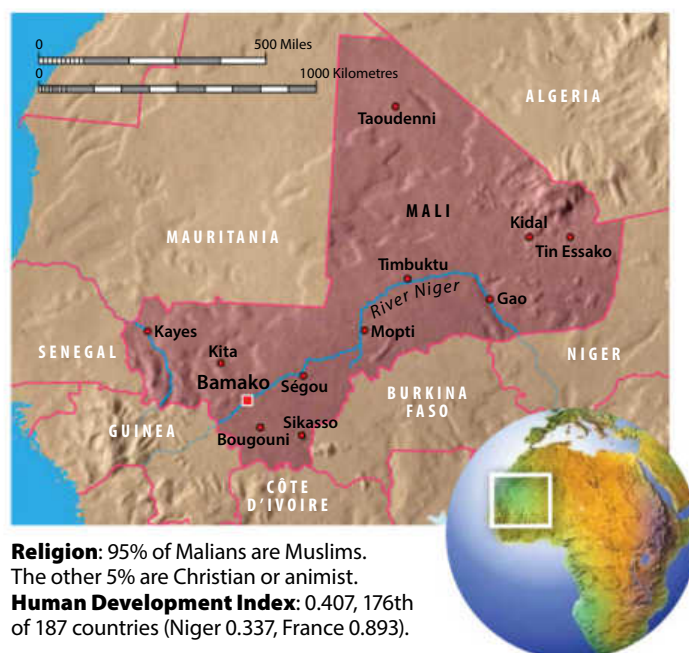 0 500 Miles
0 1000 Kilometres
ALGERIA
Taoudenni
MALI
MAURITANIA
Kidal
Tin Essako
Timbuktu
River Niger
Gao
Kayes
Mopti
SENEGAL
Kita
NIGER
Bamako
Ségou
BURKINA
FASO
GUINEA
Sikasso
Bougouni
CÔTE
D'IVOIRE
Religion: 95% of Malians are Muslims.
The other 5% are Christian or animist.
Human Development Index: 0.407, 176th
of 187 countries (Niger 0.337, France 0.893).